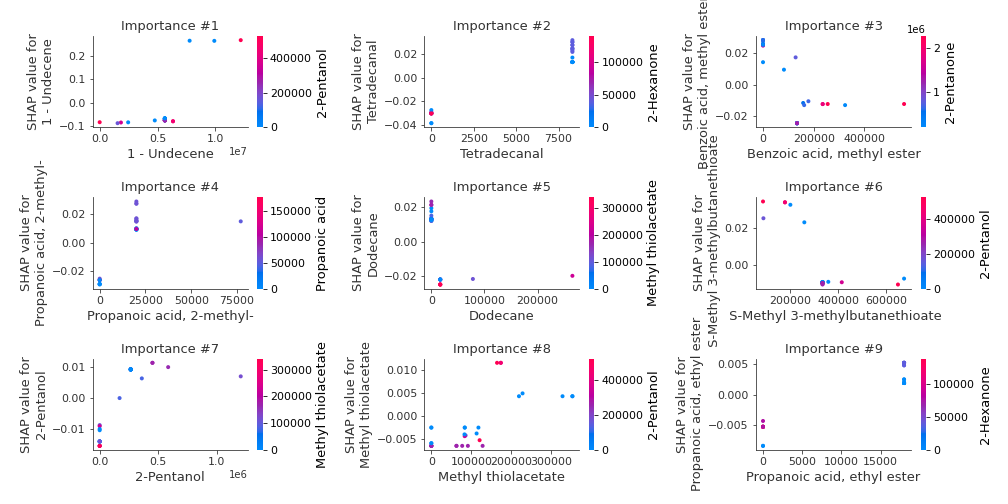 Importance #1
SHAP value for
1 - Undecene
0.2
0.1
0.0
−0.1
0.0
0.5
1.0
1e7
1 - Undecene
400000
200000
0
2-Pentanol
Importance #2
SHAP value for
Tetradecanal
0.02
0.00
−0.02
−0.04
0
2500
5000
7500
Tetradecanal
100000
50000
0
2-Hexanone
Importance #3
SHAP value for
Benzoic acid, methyl ester
0.02
0.00
−0.02
0
200000
400000
Benzoic acid, methyl ester
1e6
2
1
2-Pentanone
Importance #4
SHAP value for
Propanoic acid, 2-methyl-
0.02
0.00
−0.02
0
25000
50000
75000
Propanoic acid, 2-methyl-
150000
100000
50000
0
Propanoic acid
Importance #5
SHAP value for
Dodecane
0.02
0.00
−0.02
0
100000
200000
Dodecane
300000
200000
100000
0
Methyl thiolacetate
Importance #6
SHAP value for
S-Methyl 3-methylbutanethioate
0.02
0.00
200000
400000
600000
S-Methyl 3-methylbutanethioate
400000
200000
0
2-Pentanol
Importance #7
SHAP value for
2-Pentanol
0.01
0.00
−0.01
0.0
0.5
1.0
1e6
2-Pentanol
300000
200000
100000
0
Methyl thiolacetate
Importance #8
SHAP value for
Methyl thiolacetate
0.010
0.005
0.000
−0.005
0
100000
200000
300000
Methyl thiolacetate
400000
200000
0
2-Pentanol
Importance #9
SHAP value for
Propanoic acid, ethyl ester
0.005
0.000
−0.005
0
5000
10000
15000
Propanoic acid, ethyl ester
100000
50000
0
2-Hexanone